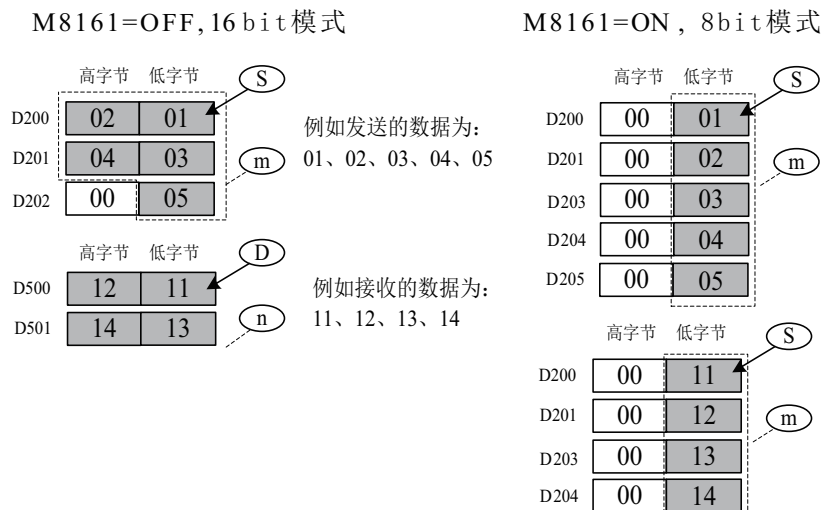 M8161=OFF,16bit模式
高字节 低字节 S
D200 02 01
D201 04 03 m
D202 00 05
例如发送的数据为：
01、02、03、04、05
高字节 低字节 D
D500 12 11
D501 14 13 n
例如接收的数据为：
11、12、13、14
M8161=ON , 8bit模式
高字节 低字节 S
D200 00 01
D201 00 02 m
D203 00 03
D204 00 04
D205 00 05
高字节 低字节 S
D200 00 11
D201 00 12 m
D203 00 13
D204 00 14